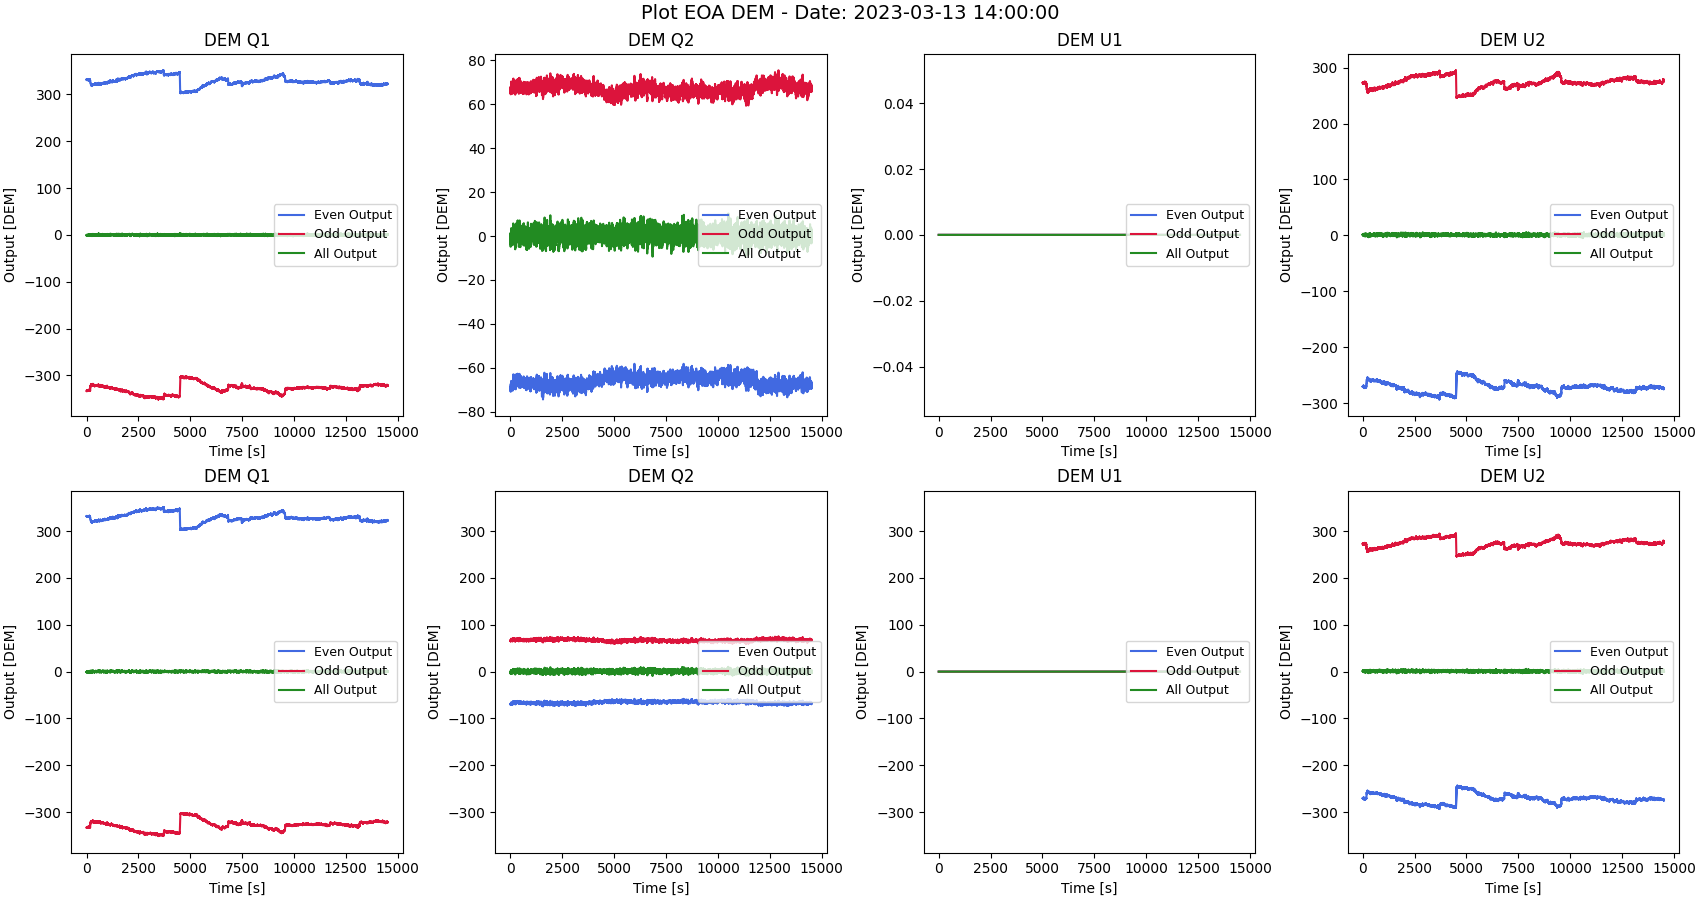 Plot EOA DEM - Date: 2023-03-13 14:00:00
DEM Q1
Output [DEM]
300
200
100
0
−100
−200
−300
0 2500 5000 7500 10000 12500 15000
Time [s]
Even Output
Odd Output
All Output
DEM Q2
Output [DEM]
80
60
40
20
0
−20
−40
−60
−80
0 2500 5000 7500 10000 12500 15000
Time [s]
Even Output
Odd Output
All Output
DEM U1
Output [DEM]
0.04
0.02
0.00
−0.02
−0.04
0 2500 5000 7500 10000 12500 15000
Time [s]
Even Output
Odd Output
All Output
DEM U2
Output [DEM]
300
200
100
0
−100
−200
−300
0 2500 5000 7500 10000 12500 15000
Time [s]
Even Output
Odd Output
All Output
DEM Q1
Output [DEM]
300
200
100
0
−100
−200
−300
0 2500 5000 7500 10000 12500 15000
Time [s]
Even Output
Odd Output
All Output
DEM Q2
Output [DEM]
300
200
100
0
−100
−200
−300
0 2500 5000 7500 10000 12500 15000
Time [s]
Even Output
Odd Output
All Output
DEM U1
Output [DEM]
300
200
100
0
−100
−200
−300
0 2500 5000 7500 10000 12500 15000
Time [s]
Even Output
Odd Output
All Output
DEM U2
Output [DEM]
300
200
100
0
−100
−200
−300
0 2500 5000 7500 10000 12500 15000
Time [s]
Even Output
Odd Output
All Output